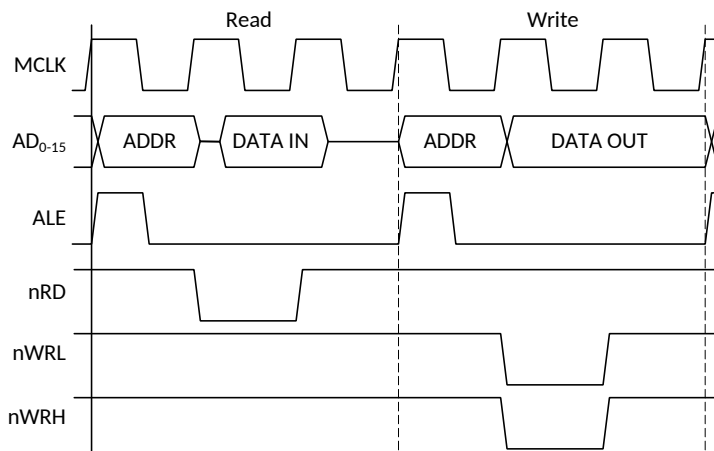 Read Write
MCLK
AD0-15 ADDR DATA IN ADDR DATA OUT
ALE
nRD
nWRL
nWRH